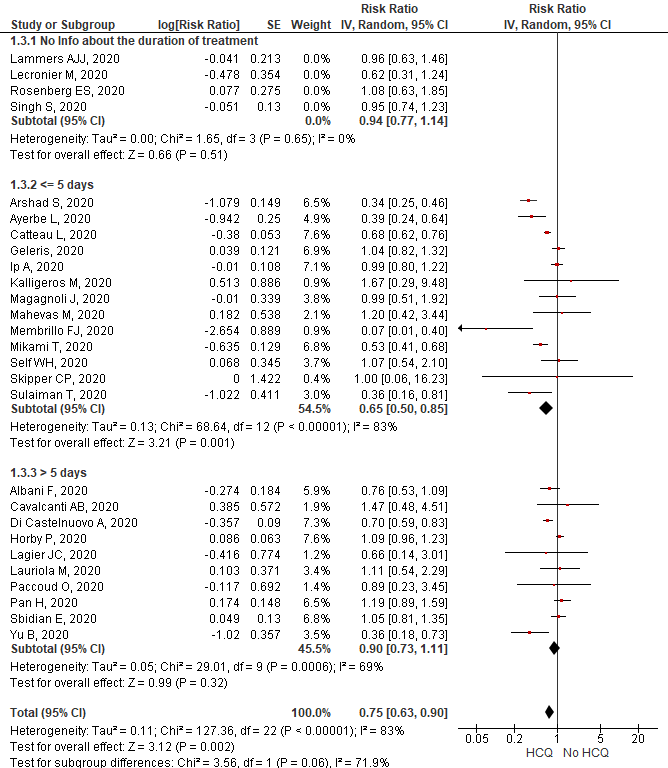 Risk Ratio Risk Ratio
Study or Subgroup log[Risk Ratio] SE Weight IV, Random, 95% CI IV, Random, 95% CI
1.3.1 No Info about the duration of treatment
Lammers AJJ, 2020 -0.041 0.213 0.0% 0.96 [0.63, 1.46]
Lecronier M, 2020 -0.478 0.354 0.0% 0.62 [0.31, 1.24]
Rosenberg ES, 2020 0.077 0.275 0.0% 1.08 [0.63, 1.85]
Singh S, 2020 -0.051 0.13 0.0% 0.95 [0.74, 1.23]
Subtotal (95% CI) 0.0% 0.94 [0.77, 1.14]
Heterogeneity: Tau² = 0.00; Chi² = 1.65, df = 3 (P = 0.65); I² = 0%
Test for overall effect: Z = 0.66 (P = 0.51)
1.3.2 <= 5 days
Arshad S, 2020 -1.079 0.149 6.5% 0.34 [0.25, 0.46]
Ayerbe L, 2020 -0.942 0.25 4.9% 0.39 [0.24, 0.64]
Catteau L, 2020 -0.38 0.053 7.8% 0.68 [0.62, 0.76]
Geleris, 2020 0.039 0.121 6.9% 1.04 [0.82, 1.32]
Ip A, 2020 -0.01 0.108 7.1% 0.99 [0.80, 1.22]
Kalligeros M, 2020 0.513 0.886 0.9% 1.67 [0.29, 9.48]
Magagnoli J, 2020 -0.01 0.339 3.8% 0.99 [0.51, 1.92]
Mahevas M, 2020 0.182 0.538 2.1% 1.20 [0.42, 3.44]
Membrillo FJ, 2020 -2.654 0.889 0.9% 0.07 [0.01, 0.40]
Mikami T, 2020 -0.635 0.129 6.8% 0.53 [0.41, 0.68]
Self WH, 2020 0.068 0.345 3.7% 1.07 [0.54, 2.10]
Skipper CP, 2020 0 1.422 0.4% 1.00 [0.06, 16.23]
Sulaiman T, 2020 -1.022 0.411 3.0% 0.36 [0.16, 0.81]
Subtotal (95% CI) 54.5% 0.65 [0.50, 0.85]
Heterogeneity: Tau² = 0.13; Chi² = 68.64, df = 12 (P < 0.00001); I² = 83%
Test for overall effect: Z = 3.21 (P = 0.001)
1.3.3 > 5 days
Albani F, 2020 -0.274 0.184 5.9% 0.76 [0.53, 1.09]
Cavalcanti AB, 2020 0.385 0.572 1.9% 1.47 [0.48, 4.51]
Di Castelnuovo A, 2020 -0.357 0.09 7.3% 0.70 [0.59, 0.83]
Horby P, 2020 0.086 0.063 7.6% 1.09 [0.96, 1.23]
Lagier JC, 2020 -0.416 0.774 1.2% 0.66 [0.14, 3.01]
Lauriola M, 2020 0.103 0.371 3.4% 1.11 [0.54, 2.29]
Paccoud O, 2020 -0.117 0.692 1.4% 0.89 [0.23, 3.45]
Pan H, 2020 0.174 0.148 6.5% 1.19 [0.89, 1.59]
Sbidian E, 2020 0.049 0.13 6.8% 1.05 [0.81, 1.35]
Yu B, 2020 -1.02 0.357 3.5% 0.36 [0.18, 0.73]
Subtotal (95% CI) 45.5% 0.90 [0.73, 1.11]
Heterogeneity: Tau² = 0.05; Chi² = 29.01, df = 9 (P = 0.0006); I² = 69%
Test for overall effect: Z = 0.99 (P = 0.32)
Total (95% CI) 100.0% 0.75 [0.63, 0.90]
Heterogeneity: Tau² = 0.11; Chi² = 127.36, df = 22 (P < 0.00001); I² = 83%
Test for overall effect: Z = 3.12 (P = 0.002)
Test for subgroup differences: Chi² = 3.56, df = 1 (P = 0.06), I² = 71.9%
0.05 0.2 1 5 20
HCQ No HCQ